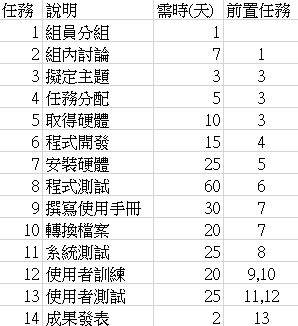 任務 說明 需時(天) 前置任務
1 組員分組 1
2 組內討論 7 1
3 擬定主題 3 3
4 任務分配 5 3
5 取得硬體 10 3
6 程式開發 15 4
7 安裝硬體 25 5
8 程式測試 60 6
9 撰寫使用手冊 30 7
10 轉換檔案 20 7
11 系統測試 25 8
12 使用者訓練 20 9,10
13 使用者測試 25 11,12
14 成果發表 2 13